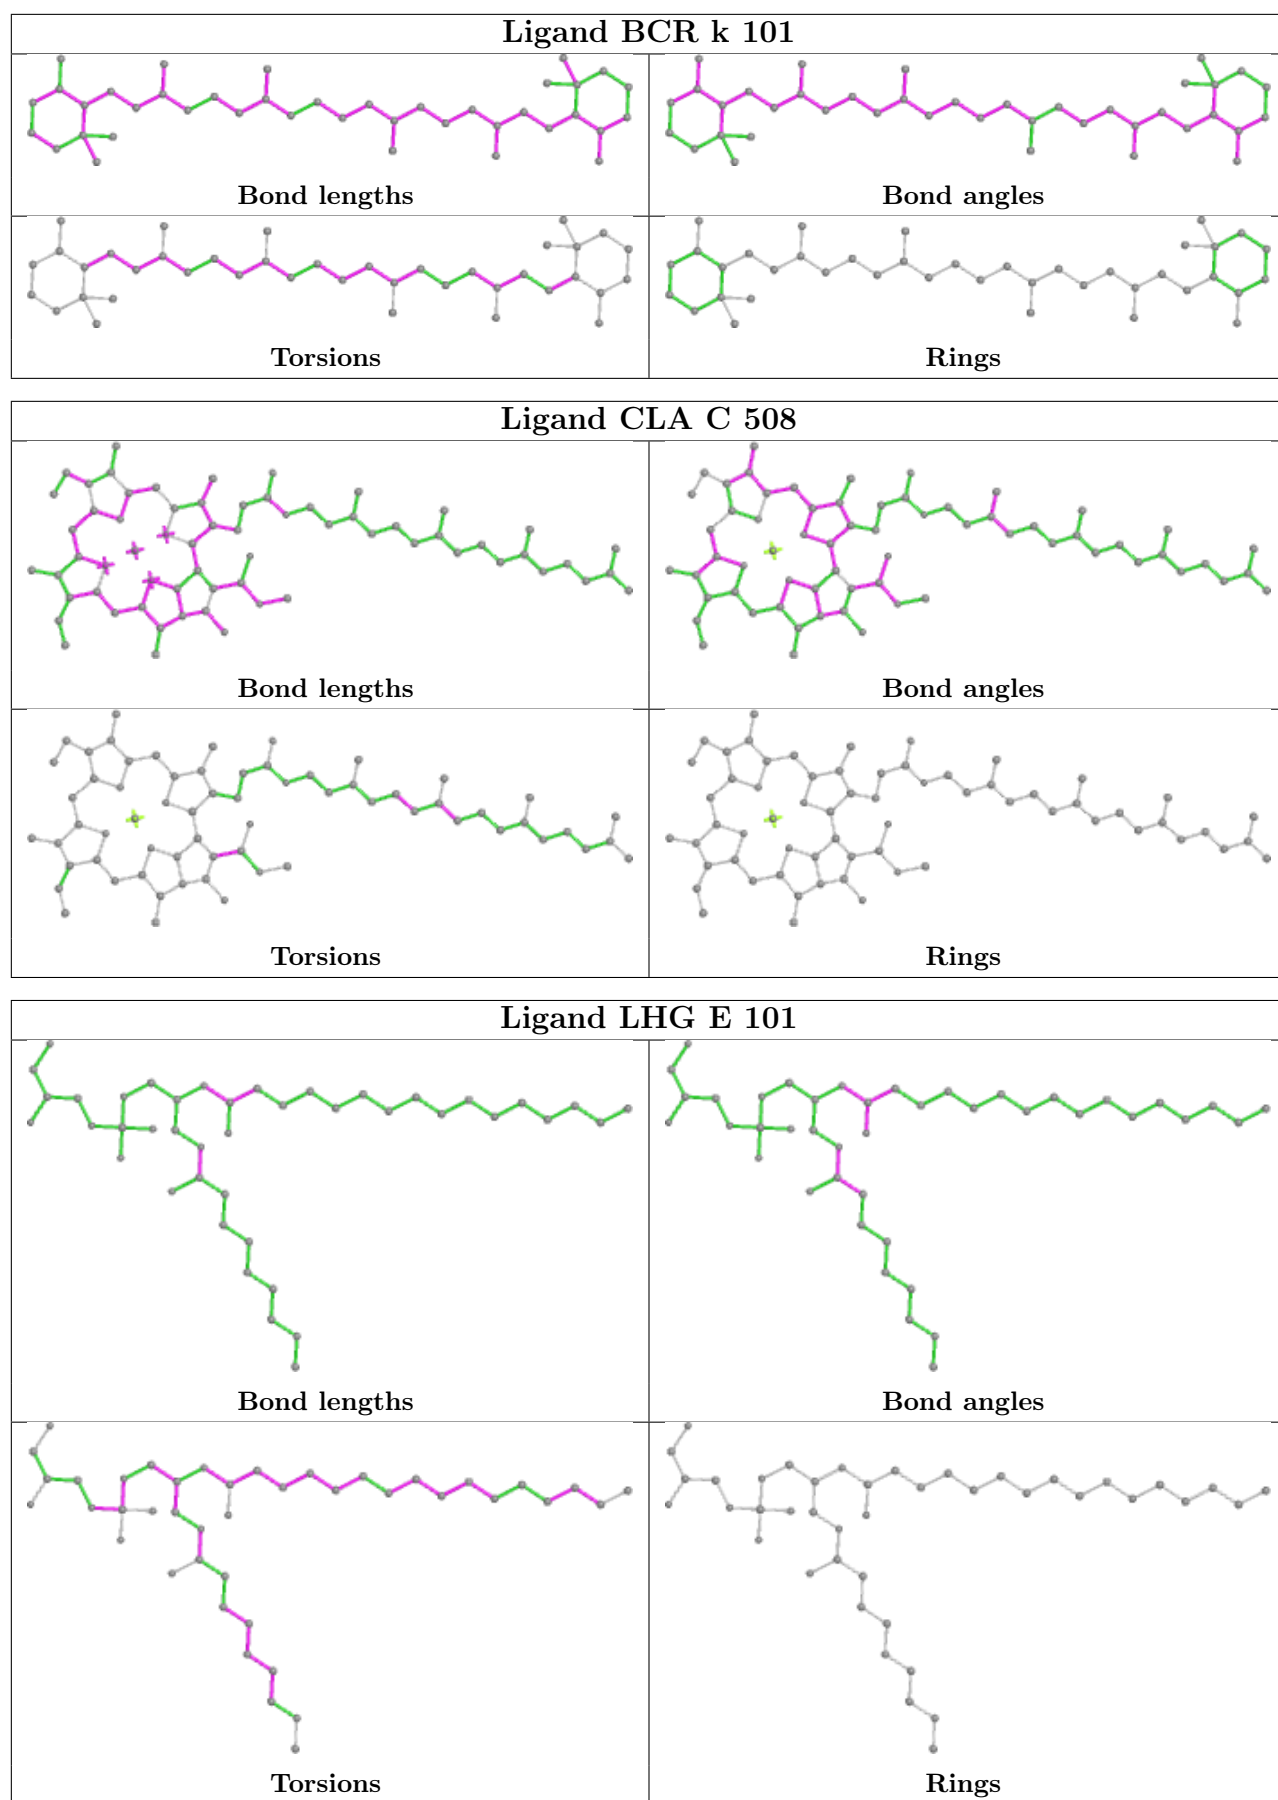 Ligand BCR k 101
Bond lengths
Bond angles
Torsions
Rings
Ligand CLA C 508
Bond lengths
Bond angles
Torsions
Rings
Ligand LHG E 101
Bond lengths
Bond angles
Torsions
Rings